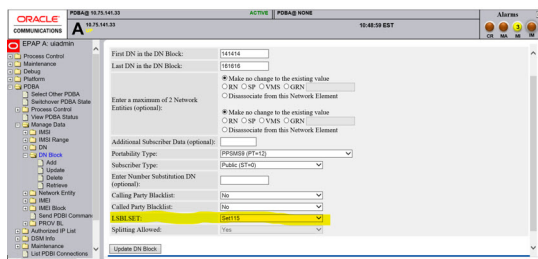 ORACLE
COMMUNICATIONS
PDBA@ 10.75.141.33
ACTIVE
PDBA@ NONE
A 10.75.141.33
10:48:59 EST
Alarms
3
CR MA MI IM
EPAP A: uiadmin
Process Control
Maintenance
Debug
Platform
PDBA
Select Other PDBA
Switchover PDBA State
Process Control
View PDBA Status
Manage Data
IMSI
IMSI Range
DN
DN Block
Add
Update
Delete
Retrieve
Network Entity
IMEI
IMEI Block
Send PDBI Command
PROV BL
Authorized IP List
DSM Info
Maintenance
List PDBI Connections
First DN in the DN Block: 141414
Last DN in the DN Block: 161616
Enter a maximum of 2 Network Entities (optional):
Make no change to the existing value
RN SP VMS GRN
Disassociate from this Network Element
Make no change to the existing value
RN SP VMS GRN
Disassociate from this Network Element
Additional Subscriber Data (optional):
Portability Type: PPSMS9 (PT=12)
Subscriber Type: Public (ST=0)
Enter Number Substitution DN
(optional):
Calling Party Blacklist: No
Called Party Blacklist: No
LSBLSET: Set115
Splitting Allowed: Yes
Update DN Block